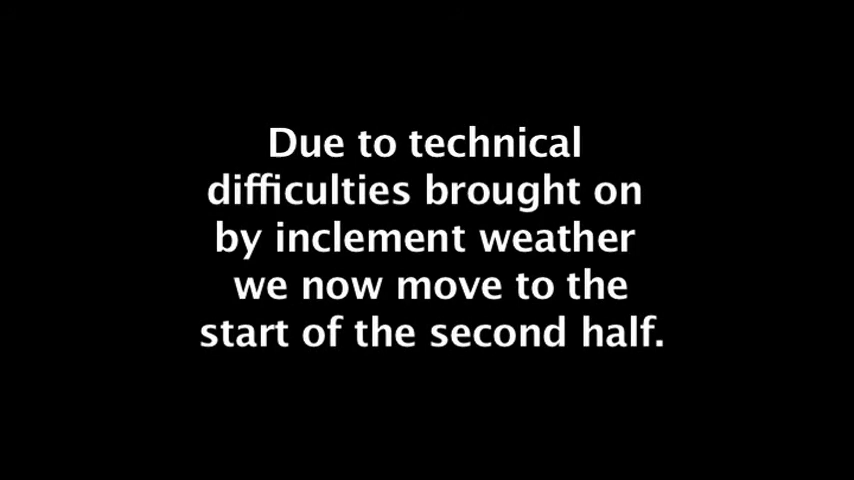 Due to technical
difficulties brought on
by inclement weather
we now move to the
start of the second half.